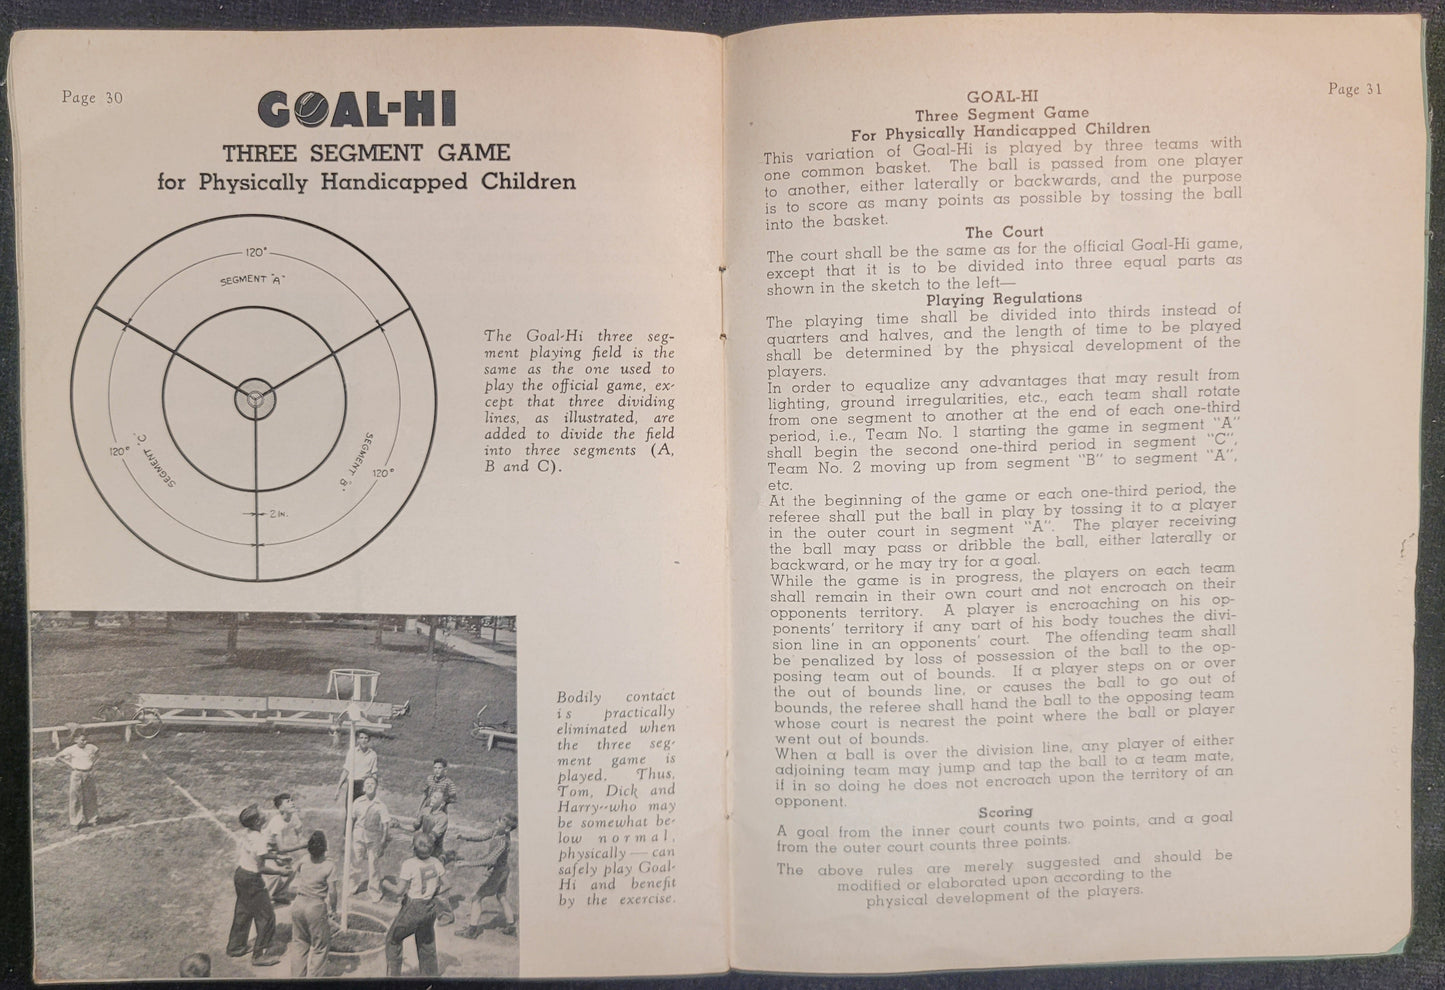 Page 30
GOAL-HI
THREE SEGMENT GAME
for Physically Handicapped Children
120°
SEGMENT "A"
120°
SEGMENT "C"
SEGMENT "B"
120°
2 IN.
The Goal-Hi three seg-
ment playing field is the
same as the one used to
play the official game, ex-
cept that three dividing
lines, as illustrated, are
added to divide the field
into three segments (A,
B and C).
Bodily contact
is practically
eliminated when
the three seg-
ment game is
played. Thus,
Tom, Dick and
Harry--who may
be somewhat be-
low normal,
physically—can
safely play Goal-
Hi and benefit
by the exercise.
Page 31
GOAL-HI
Three Segment Game
For Physically Handicapped Children
This variation of Goal-Hi is played by three teams with
one common basket. The ball is passed from one player
to another, either laterally or backwards, and the purpose
is to score as many points as possible by tossing the ball
into the basket.
The Court
The court shall be the same as for the official Goal-Hi game,
except that it is to be divided into three equal parts as
shown in the sketch to the left—
Playing Regulations
The playing time shall be divided into thirds instead of
quarters and halves, and the length of time to be played
shall be determined by the physical development of the
players.
In order to equalize any advantages that may result from
lighting, ground irregularities, etc., each team shall rotate
from one segment to another at the end of each one-third
period, i.e., Team No. 1 starting the game in segment "A"
shall begin the second one-third period in segment "C",
Team No. 2 moving up from segment "B" to segment "A",
etc.
At the beginning of the game or each one-third period, the
referee shall put the ball in play by tossing it to a player
in the outer court in segment "A". The player receiving
the ball may pass or dribble the ball, either laterally or
backward, or he may try for a goal.
While the game is in progress, the players on each team
shall remain in their own court and not encroach on their
opponents territory. A player is encroaching on his op-
ponents' territory if any part of his body touches the divi-
sion line in an opponents' court. The offending team shall
be penalized by loss of possession of the ball to the op-
posing team out of bounds. If a player steps on or over
the out of bounds line, or causes the ball to go out of
bounds, the referee shall hand the ball to the opposing team
whose court is nearest the point where the ball or player
went out of bounds.
When a ball is over the division line, any player of either
adjoining team may jump and tap the ball to a team mate,
if in so doing he does not encroach upon the territory of an
opponent.
Scoring
A goal from the inner court counts two points, and a goal
from the outer court counts three points.
The above rules are merely suggested and should be
modified or elaborated upon according to the
physical development of the players.